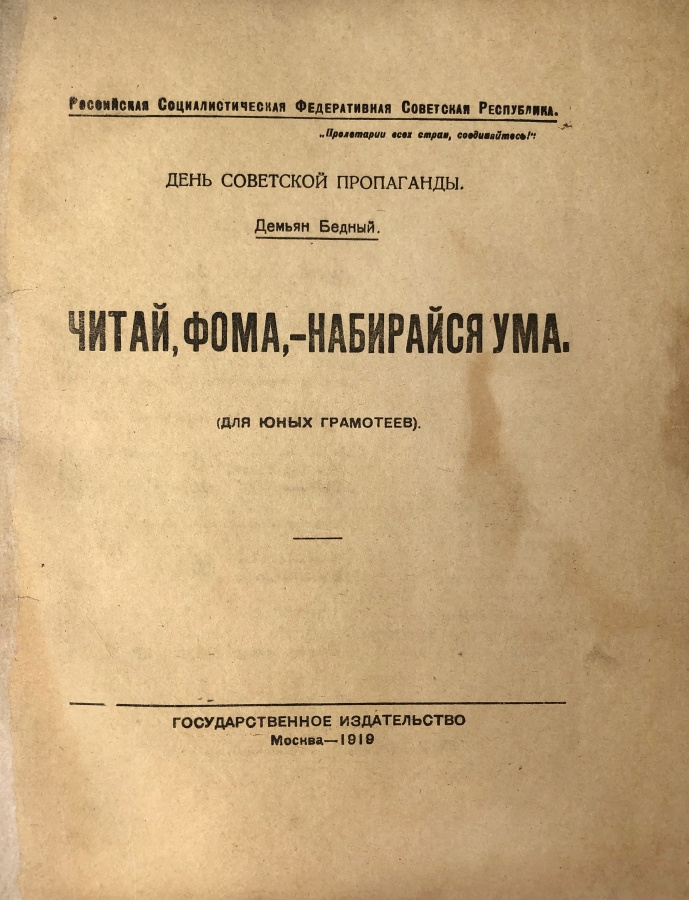 Российская Социалистическая Федеративная Советская Республика.
„Пролетарии всех стран, соединяйтесь!“
ДЕНЬ СОВЕТСКОЙ ПРОПАГАНДЫ.
Демьян Бедный.
ЧИТАЙ, ФОМА,—НАБИРАЙСЯ УМА.
(ДЛЯ ЮНЫХ ГРАМОТЕЕВ).
ГОСУДАРСТВЕННОЕ ИЗДАТЕЛЬСТВО
Москва—1919